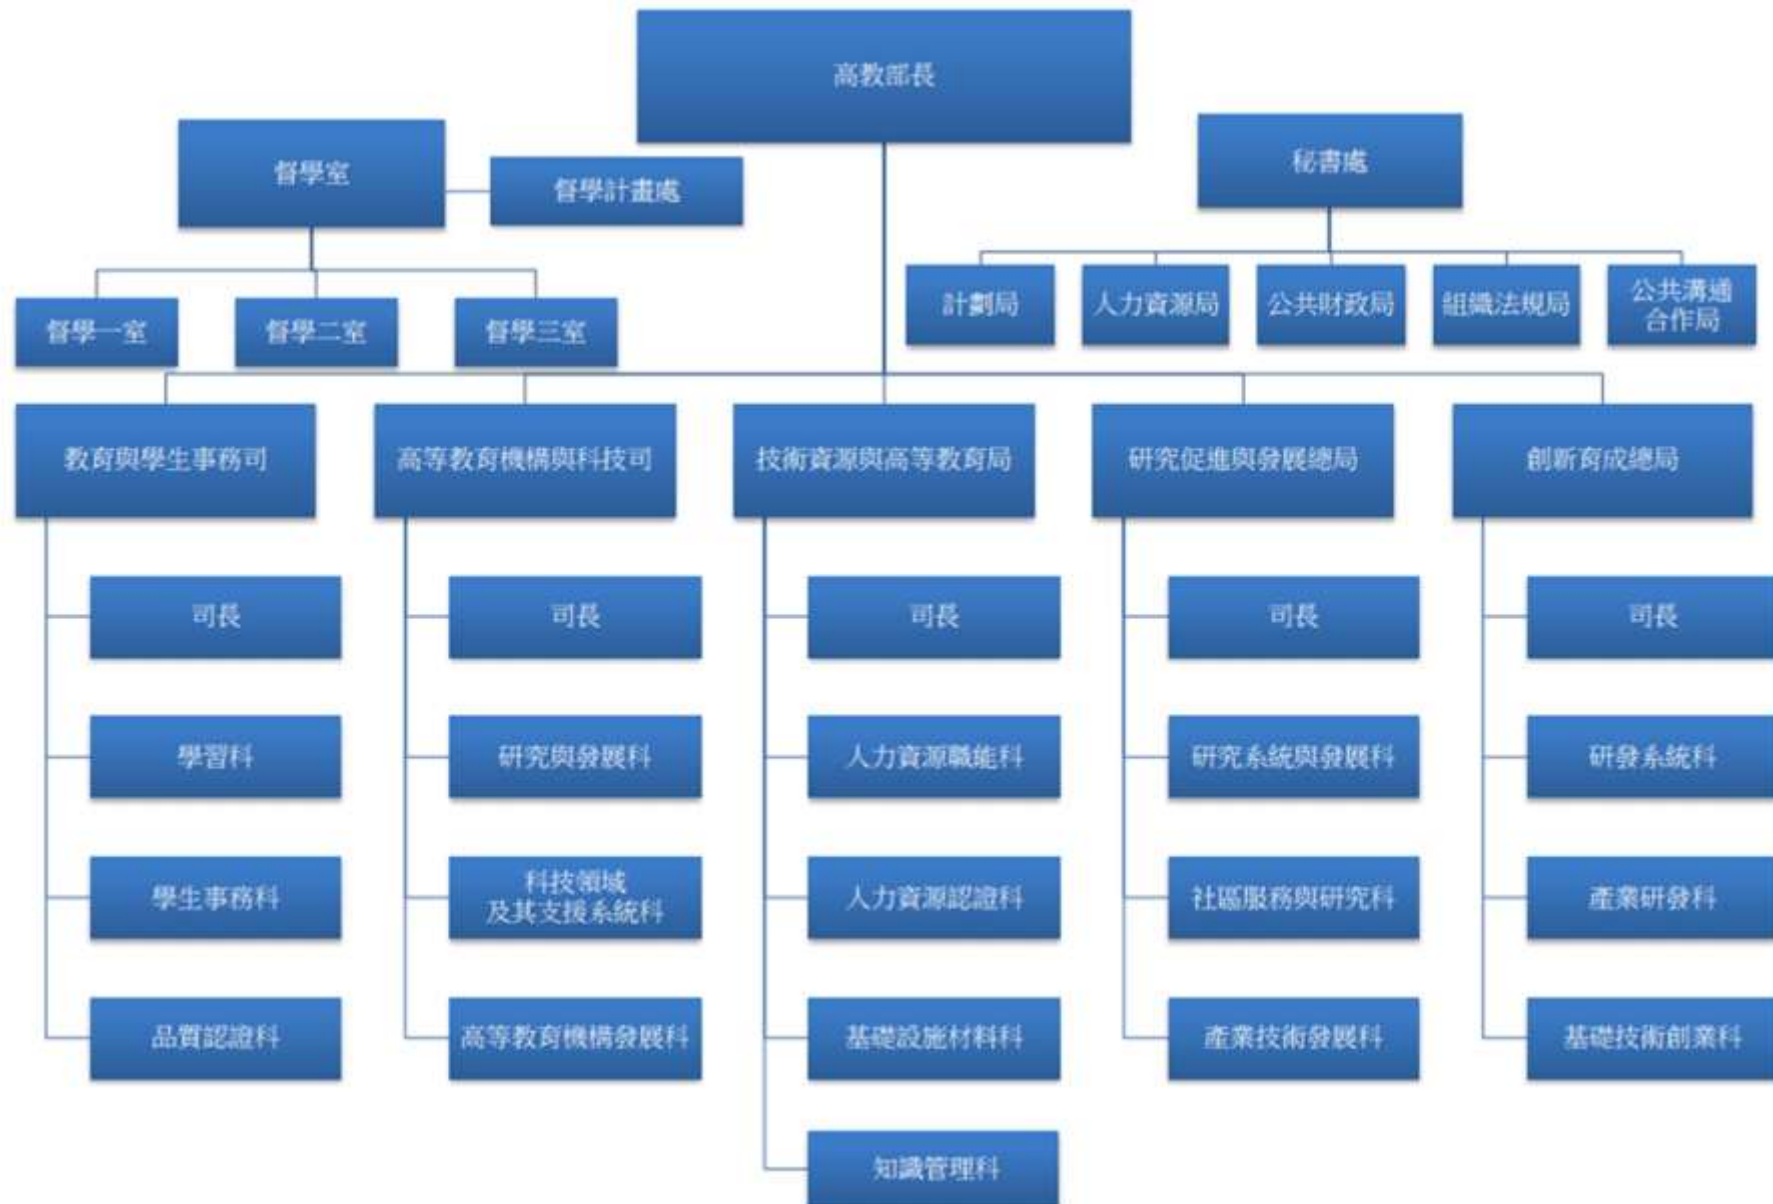 高教部長
督學室
督學計畫處
秘書處
督學一室
督學二室
督學三室
計劃局
人力資源局
公共財政局
組織法規局
公共溝通
合作局
教育與學生事務司
高等教育機構與科技司
技術資源與高等教育局
研究促進與發展總局
創新育成總局
司長
司長
司長
司長
司長
學習科
研究與發展科
人力資源職能科
研究系統與發展科
研發系統科
學生事務科
科技領域
及其支援系統科
人力資源認證科
社區服務與研究科
產業研發科
品質認證科
高等教育機構發展科
基礎設施材料科
產業技術發展科
基礎技術創業科
知識管理科